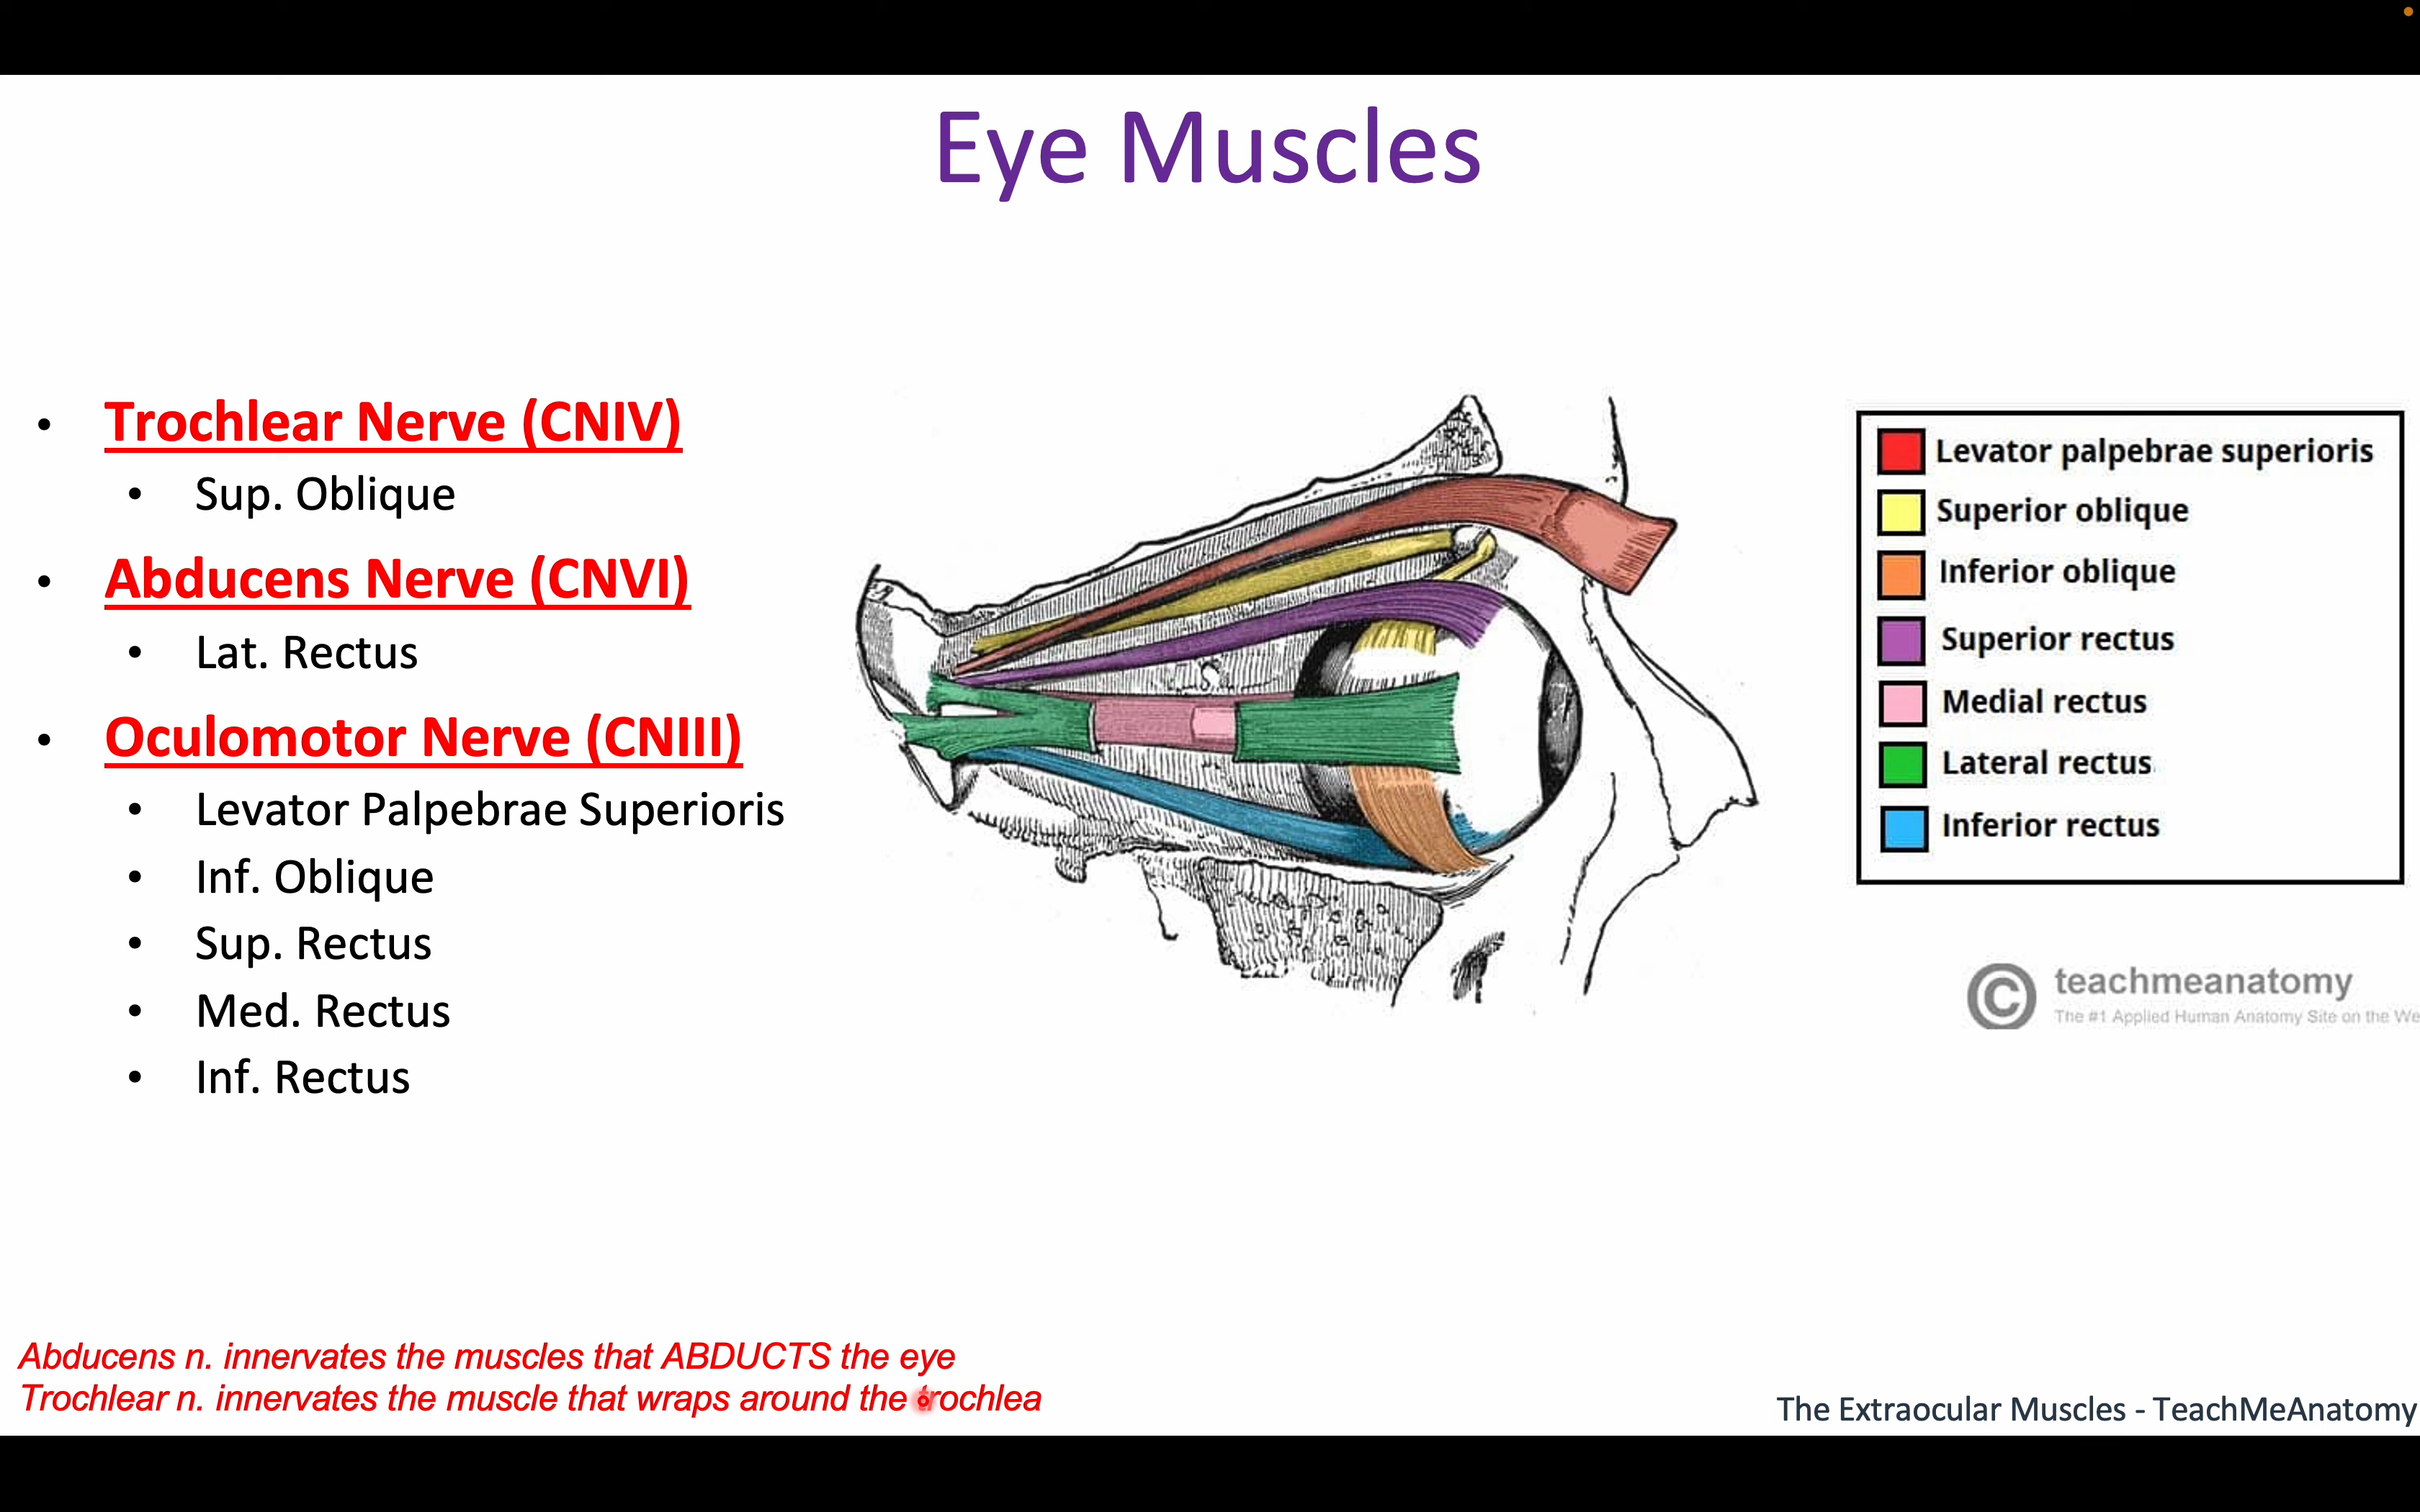 Eye Muscles
• Trochlear Nerve (CNIV)
• Sup. Oblique
• Abducens Nerve (CNVI)
• Lat. Rectus
• Oculomotor Nerve (CNIII)
• Levator Palpebrae Superioris
• Inf. Oblique
• Sup. Rectus
• Med. Rectus
• Inf. Rectus
Levator palpebrae superioris
Superior oblique
Inferior oblique
Superior rectus
Medial rectus
Lateral rectus
Inferior rectus
© teachmeanatomy
The #1 Applied Human Anatomy Site on the We
Abducens n. innervates the muscles that ABDUCTS the eye
Trochlear n. innervates the muscle that wraps around the trochlea
The Extraocular Muscles - TeachMeAnatomy